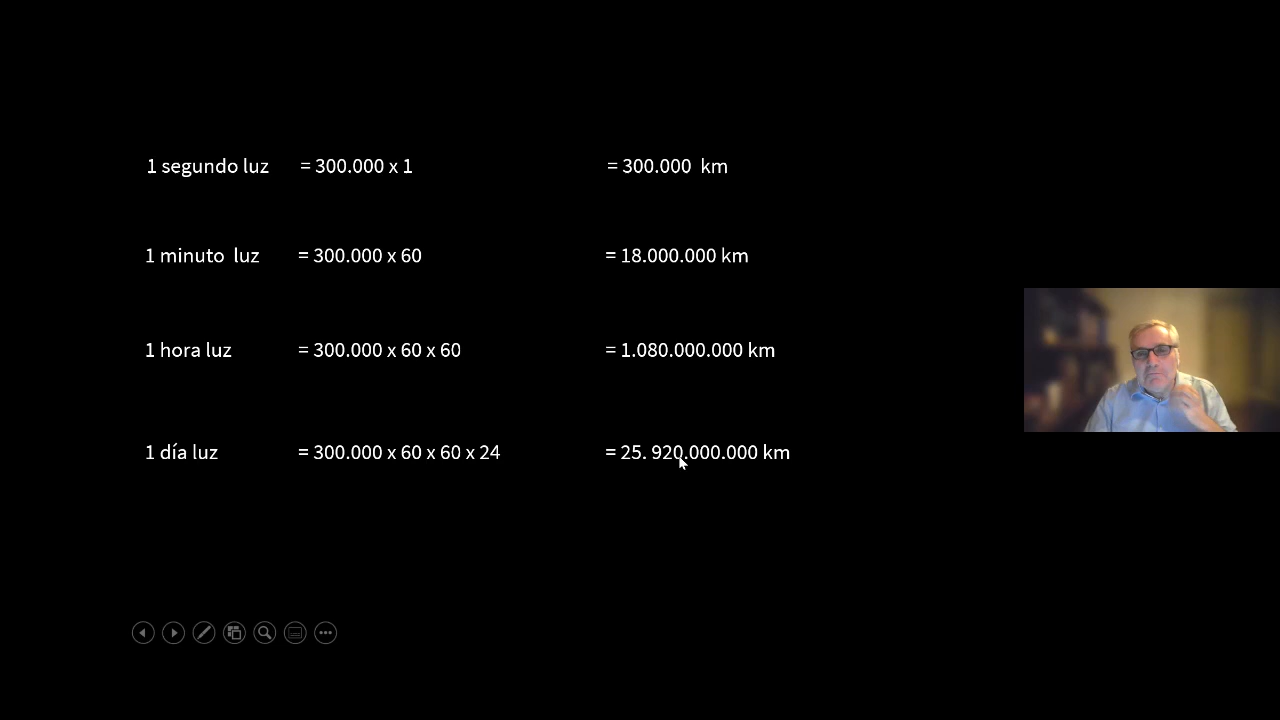 1 segundo luz = 300.000 x 1 = 300.000 km
1 minuto luz = 300.000 x 60 = 18.000.000 km
1 hora luz = 300.000 x 60 x 60 = 1.080.000.000 km
1 día luz = 300.000 x 60 x 60 x 24 = 25. 920.000.000 km